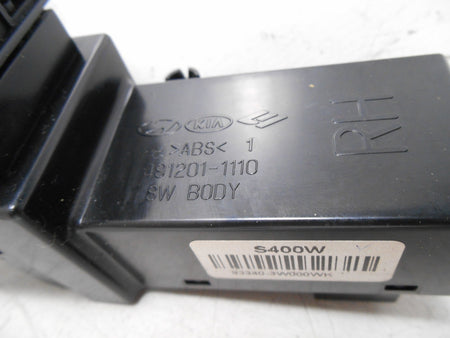 KIA
RH
>ABS< 1
81201-1110
SW BODY
S400W
93340-3W000WK